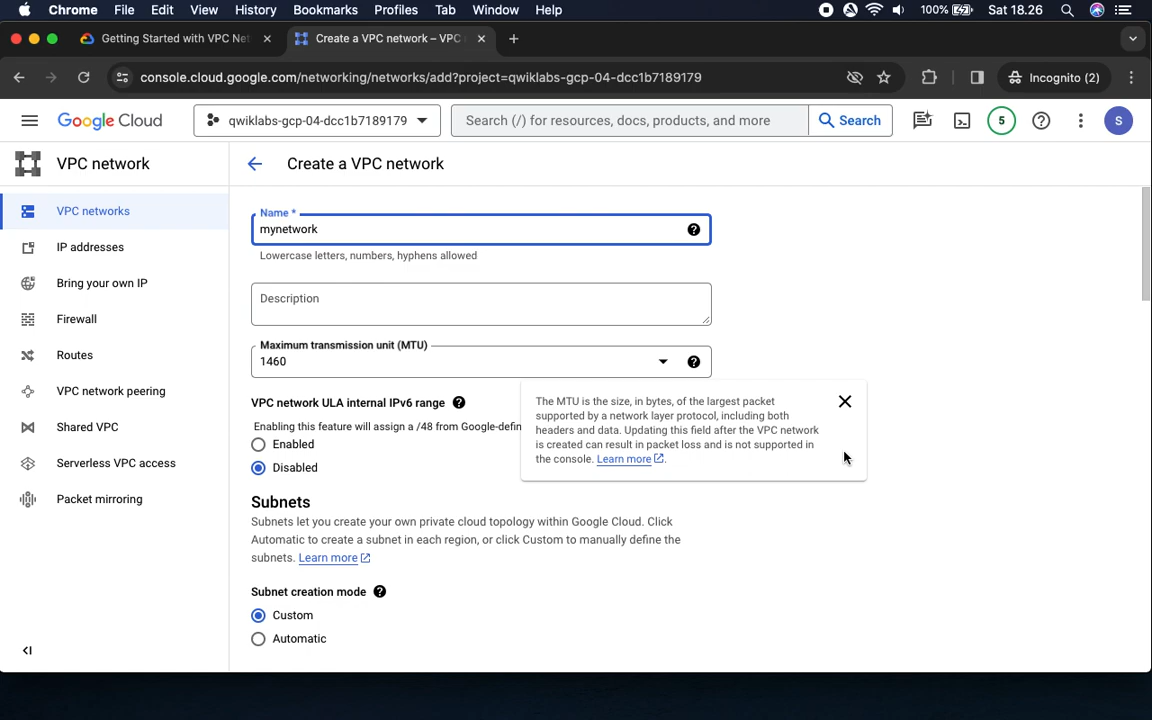 Chrome File Edit View History Bookmarks Profiles Tab Window Help 100% Sat 18.26
Getting Started with VPC Net
Create a VPC network – VPC
console.cloud.google.com/networking/networks/add?project=qwiklabs-gcp-04-dcc1b7189179
Incognito (2)
Google Cloud
qwiklabs-gcp-04-dcc1b7189179
Search (/) for resources, docs, products, and more
Search
5
S
VPC network
Create a VPC network
VPC networks
IP addresses
Bring your own IP
Firewall
Routes
VPC network peering
Shared VPC
Serverless VPC access
Packet mirroring
Name *
mynetwork
Lowercase letters, numbers, hyphens allowed
Description
Maximum transmission unit (MTU)
1460
The MTU is the size, in bytes, of the largest packet
supported by a network layer protocol, including both
headers and data. Updating this field after the VPC network
is created can result in packet loss and is not supported in
the console. Learn more.
VPC network ULA internal IPv6 range
Enabling this feature will assign a /48 from Google-defin
Enabled
Disabled
Subnets
Subnets let you create your own private cloud topology within Google Cloud. Click
Automatic to create a subnet in each region, or click Custom to manually define the
subnets. Learn more
Subnet creation mode
Custom
Automatic